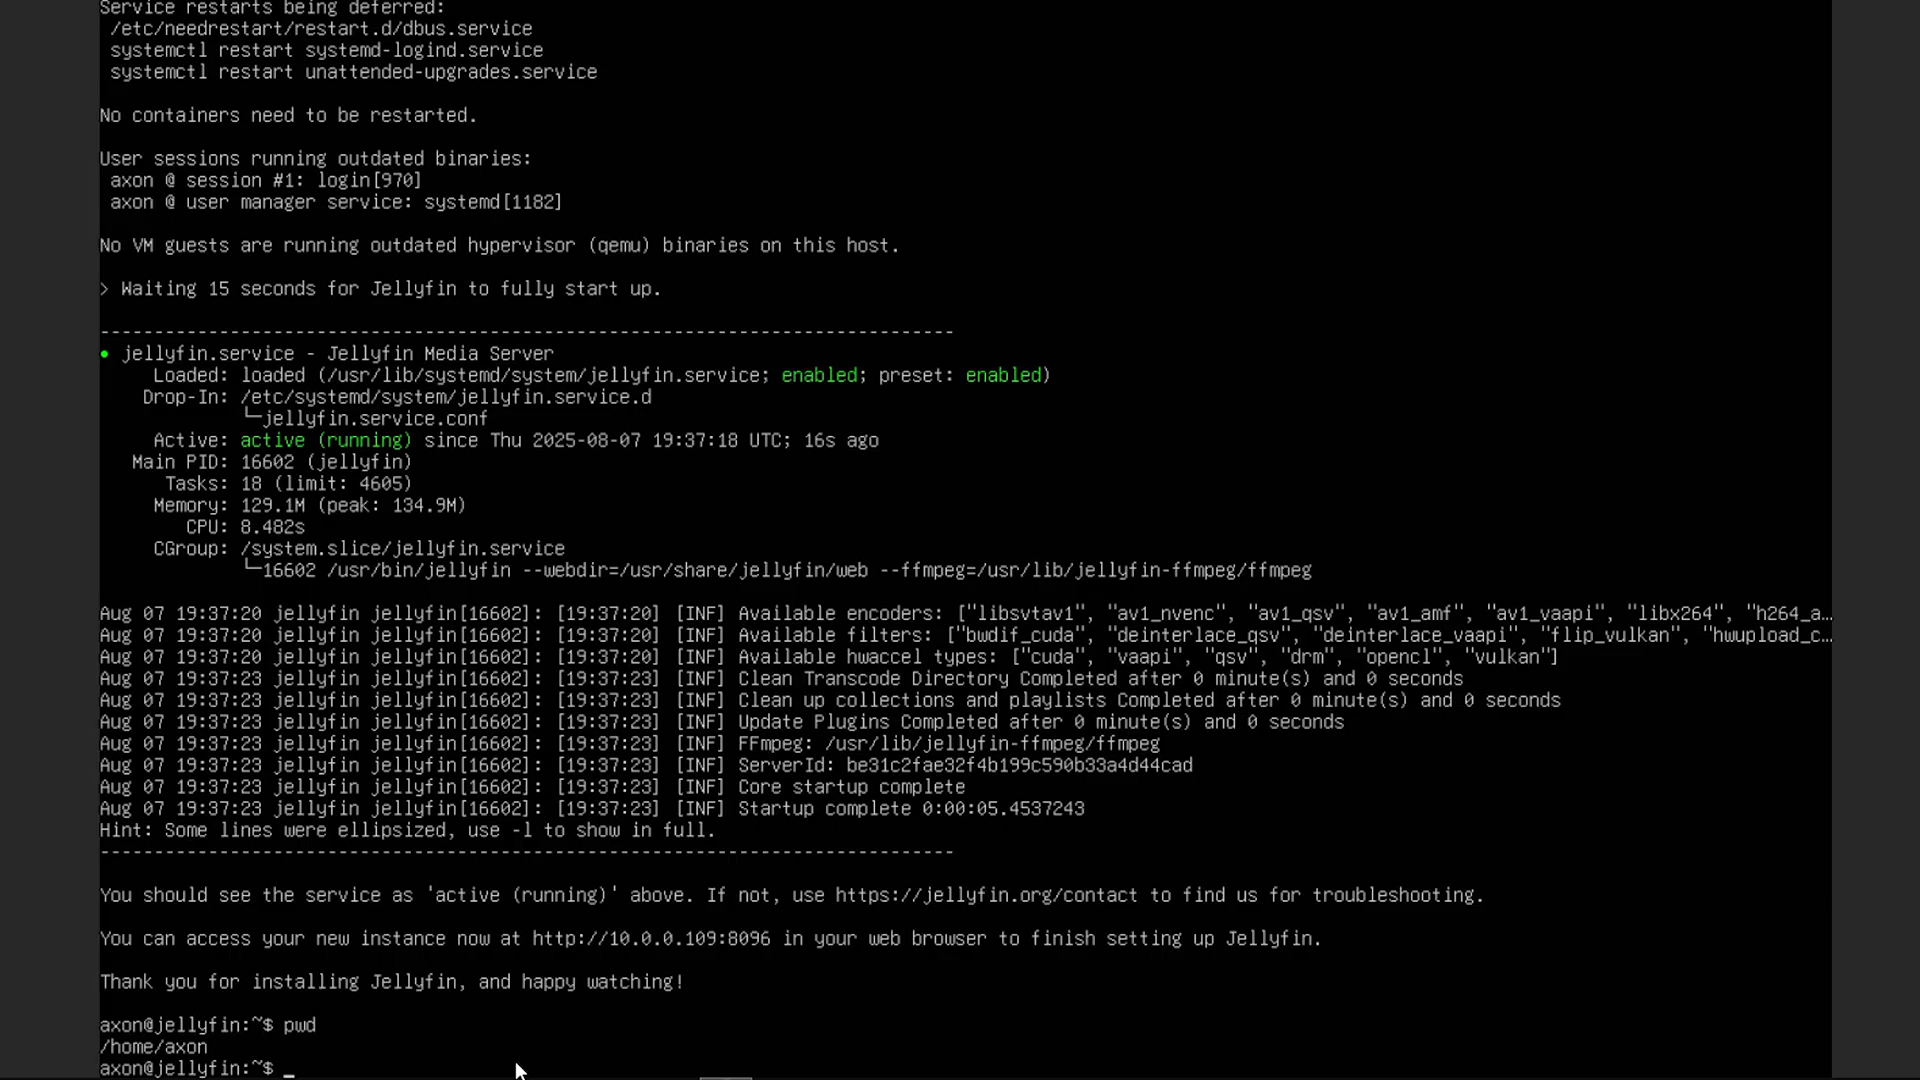 Service restarts being deferred:
 /etc/needrestart/restart.d/dbus.service
 systemctl restart systemd-logind.service
 systemctl restart unattended-upgrades.service
No containers need to be restarted.
User sessions running outdated binaries:
 axon @ session #1: login[970]
 axon @ user manager service: systemd[1182]
No VM guests are running outdated hypervisor (qemu) binaries on this host.
> Waiting 15 seconds for Jellyfin to fully start up.
-------------------------------------------------------------------------------
● jellyfin.service - Jellyfin Media Server
     Loaded: loaded (/usr/lib/systemd/system/jellyfin.service; enabled; preset: enabled)
    Drop-In: /etc/systemd/system/jellyfin.service.d
             └─jellyfin.service.conf
     Active: active (running) since Thu 2025-08-07 19:37:18 UTC; 16s ago
   Main PID: 16602 (jellyfin)
      Tasks: 18 (limit: 4605)
     Memory: 129.1M (peak: 134.9M)
        CPU: 8.482s
     CGroup: /system.slice/jellyfin.service
             └─16602 /usr/bin/jellyfin --webdir=/usr/share/jellyfin/web --ffmpeg=/usr/lib/jellyfin-ffmpeg/ffmpeg
Aug 07 19:37:20 jellyfin jellyfin[16602]: [19:37:20] [INF] Available encoders: ["libsvtav1", "av1_nvenc", "av1_qsv", "av1_amf", "av1_vaapi", "libx264", "h264_a…
Aug 07 19:37:20 jellyfin jellyfin[16602]: [19:37:20] [INF] Available filters: ["bwdif_cuda", "deinterlace_qsv", "deinterlace_vaapi", "flip_vulkan", "hwupload_c…
Aug 07 19:37:20 jellyfin jellyfin[16602]: [19:37:20] [INF] Available hwaccel types: ["cuda", "vaapi", "qsv", "drm", "opencl", "vulkan"]
Aug 07 19:37:23 jellyfin jellyfin[16602]: [19:37:23] [INF] Clean Transcode Directory Completed after 0 minute(s) and 0 seconds
Aug 07 19:37:23 jellyfin jellyfin[16602]: [19:37:23] [INF] Clean up collections and playlists Completed after 0 minute(s) and 0 seconds
Aug 07 19:37:23 jellyfin jellyfin[16602]: [19:37:23] [INF] Update Plugins Completed after 0 minute(s) and 0 seconds
Aug 07 19:37:23 jellyfin jellyfin[16602]: [19:37:23] [INF] FFmpeg: /usr/lib/jellyfin-ffmpeg/ffmpeg
Aug 07 19:37:23 jellyfin jellyfin[16602]: [19:37:23] [INF] ServerId: be31c2fae32f4b199c590b33a4d44cad
Aug 07 19:37:23 jellyfin jellyfin[16602]: [19:37:23] [INF] Core startup complete
Aug 07 19:37:23 jellyfin jellyfin[16602]: [19:37:23] [INF] Startup complete 0:00:05.4537243
Hint: Some lines were ellipsized, use -l to show in full.
-------------------------------------------------------------------------------
You should see the service as 'active (running)' above. If not, use https://jellyfin.org/contact to find us for troubleshooting.
You can access your new instance now at http://10.0.0.109:8096 in your web browser to finish setting up Jellyfin.
Thank you for installing Jellyfin, and happy watching!
axon@jellyfin:~$ pwd
/home/axon
axon@jellyfin:~$ _